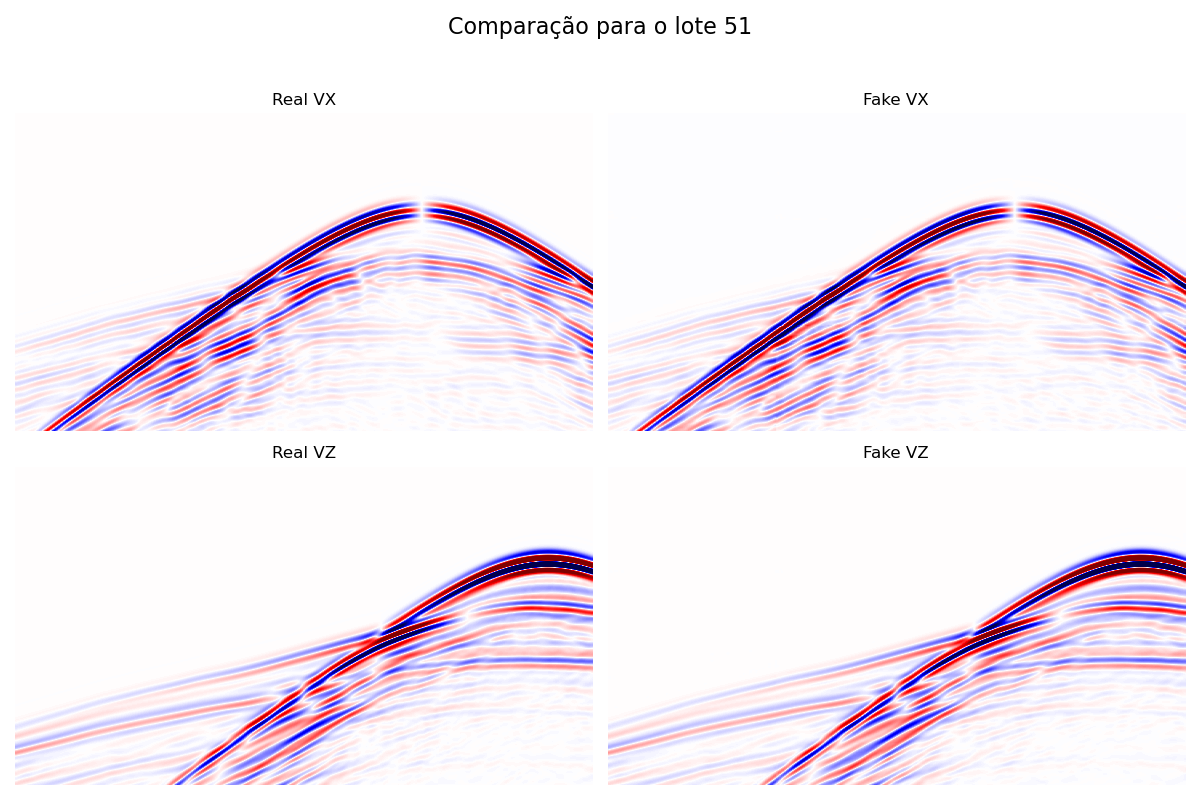 Comparação para o lote 51
Real VX
Fake VX
Real VZ
Fake VZ